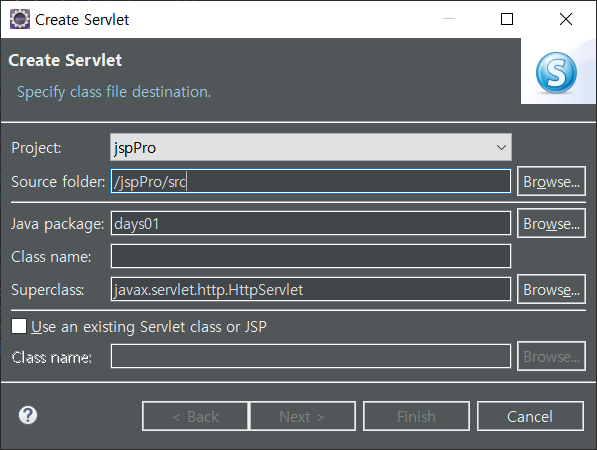 Create Servlet
Create Servlet
Specify class file destination.
S
Project: jspPro
Source folder: /jspPro/src Browse...
Java package: days01 Browse...
Class name:
Superclass: javax.servlet.http.HttpServlet Browse...
Use an existing Servlet class or JSP
Class name: Browse...
? < Back Next > Finish Cancel